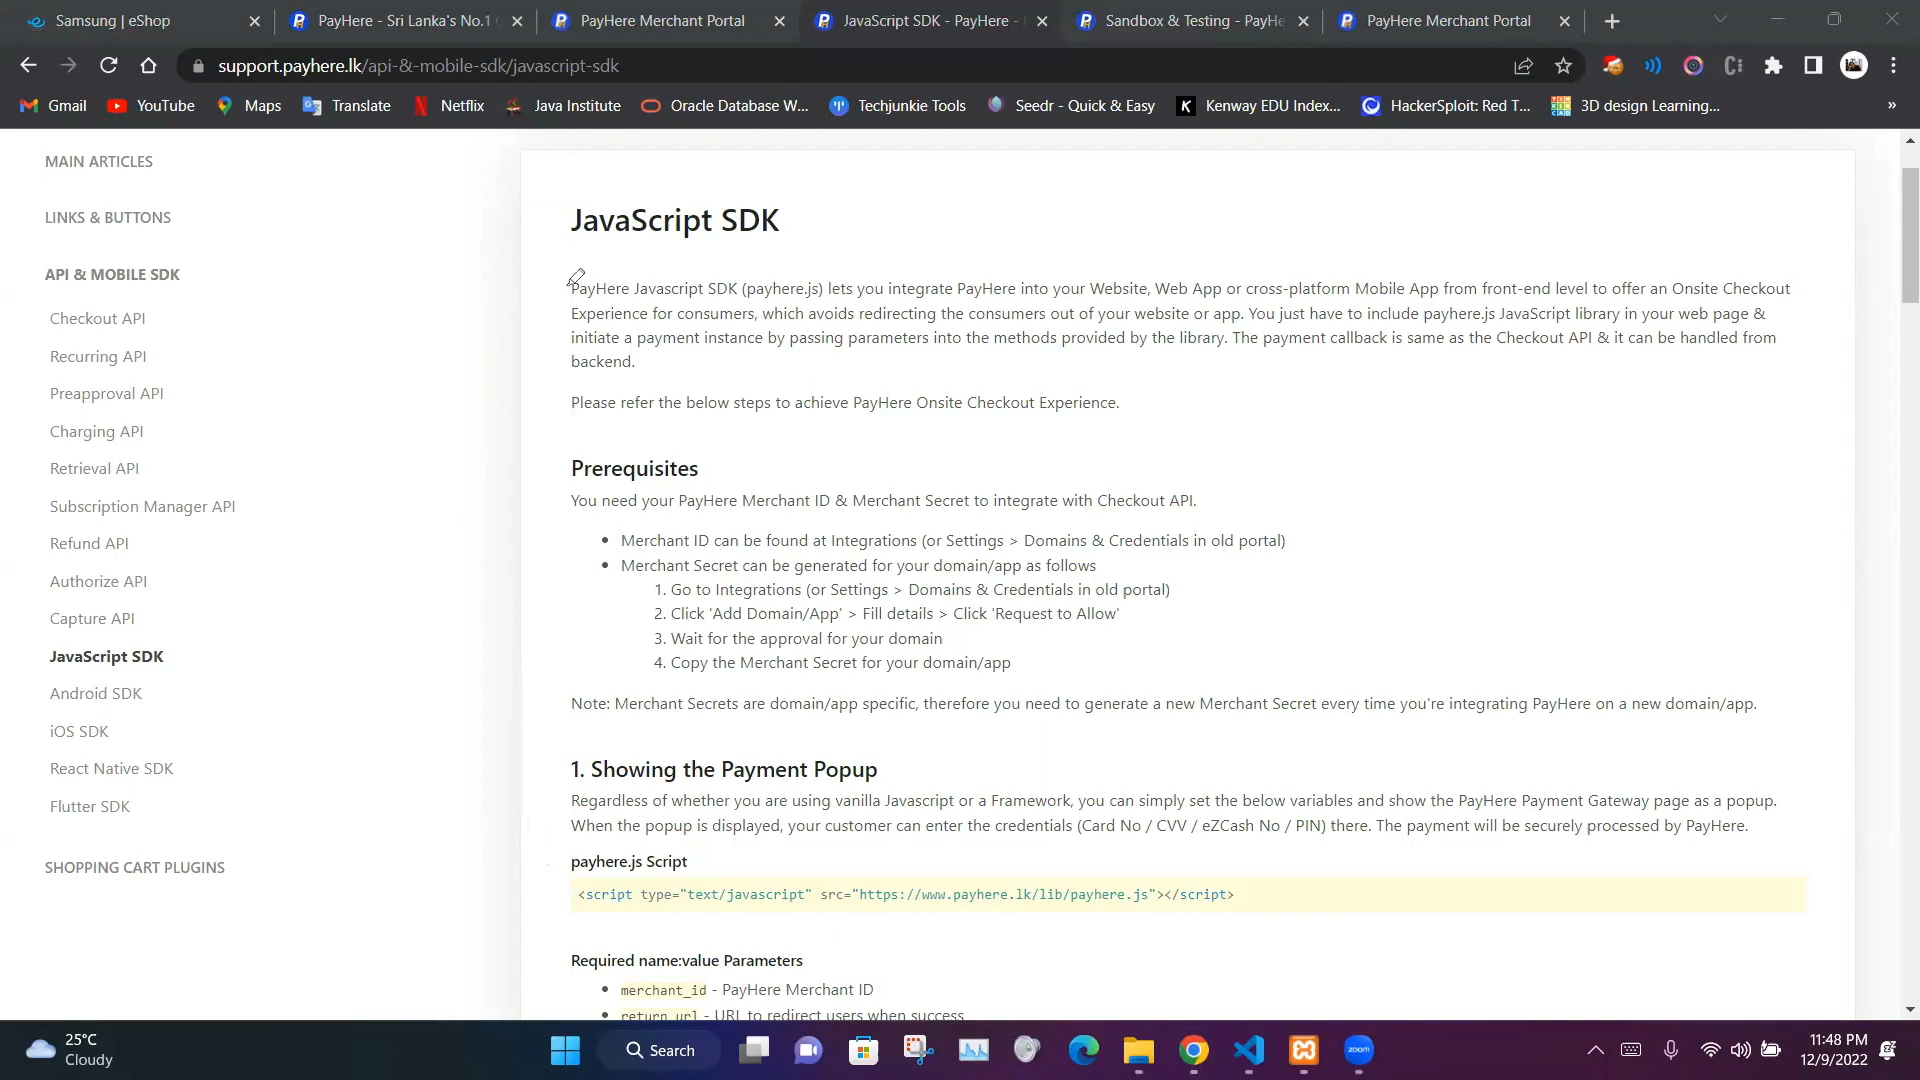 Samsung | eShop
PayHere - Sri Lanka's No.1
PayHere Merchant Portal
JavaScript SDK - PayHere -
Sandbox & Testing - PayHe
PayHere Merchant Portal
support.payhere.lk/api-&-mobile-sdk/javascript-sdk
Gmail
YouTube
Maps
Translate
Netflix
Java Institute
Oracle Database W...
Techjunkie Tools
Seedr - Quick & Easy
Kenway EDU Index...
HackerSploit: Red T...
3D design Learning...
MAIN ARTICLES
LINKS & BUTTONS
API & MOBILE SDK
Checkout API
Recurring API
Preapproval API
Charging API
Retrieval API
Subscription Manager API
Refund API
Authorize API
Capture API
JavaScript SDK
Android SDK
iOS SDK
React Native SDK
Flutter SDK
SHOPPING CART PLUGINS
JavaScript SDK
PayHere Javascript SDK (payhere.js) lets you integrate PayHere into your Website, Web App or cross-platform Mobile App from front-end level to offer an Onsite Checkout
Experience for consumers, which avoids redirecting the consumers out of your website or app. You just have to include payhere.js JavaScript library in your web page &
initiate a payment instance by passing parameters into the methods provided by the library. The payment callback is same as the Checkout API & it can be handled from
backend.
Please refer the below steps to achieve PayHere Onsite Checkout Experience.
Prerequisites
You need your PayHere Merchant ID & Merchant Secret to integrate with Checkout API.
• Merchant ID can be found at Integrations (or Settings > Domains & Credentials in old portal)
• Merchant Secret can be generated for your domain/app as follows
1. Go to Integrations (or Settings > Domains & Credentials in old portal)
2. Click 'Add Domain/App' > Fill details > Click 'Request to Allow'
3. Wait for the approval for your domain
4. Copy the Merchant Secret for your domain/app
Note: Merchant Secrets are domain/app specific, therefore you need to generate a new Merchant Secret every time you're integrating PayHere on a new domain/app.
1. Showing the Payment Popup
Regardless of whether you are using vanilla Javascript or a Framework, you can simply set the below variables and show the PayHere Payment Gateway page as a popup.
When the popup is displayed, your customer can enter the credentials (Card No / CVV / eZCash No / PIN) there. The payment will be securely processed by PayHere.
payhere.js Script
<script type="text/javascript" src="https://www.payhere.lk/lib/payhere.js"></script>
Required name:value Parameters
• merchant_id - PayHere Merchant ID
• return_url - URL to redirect users when success
25°C
Cloudy
Search
zoom
11:48 PM
12/9/2022